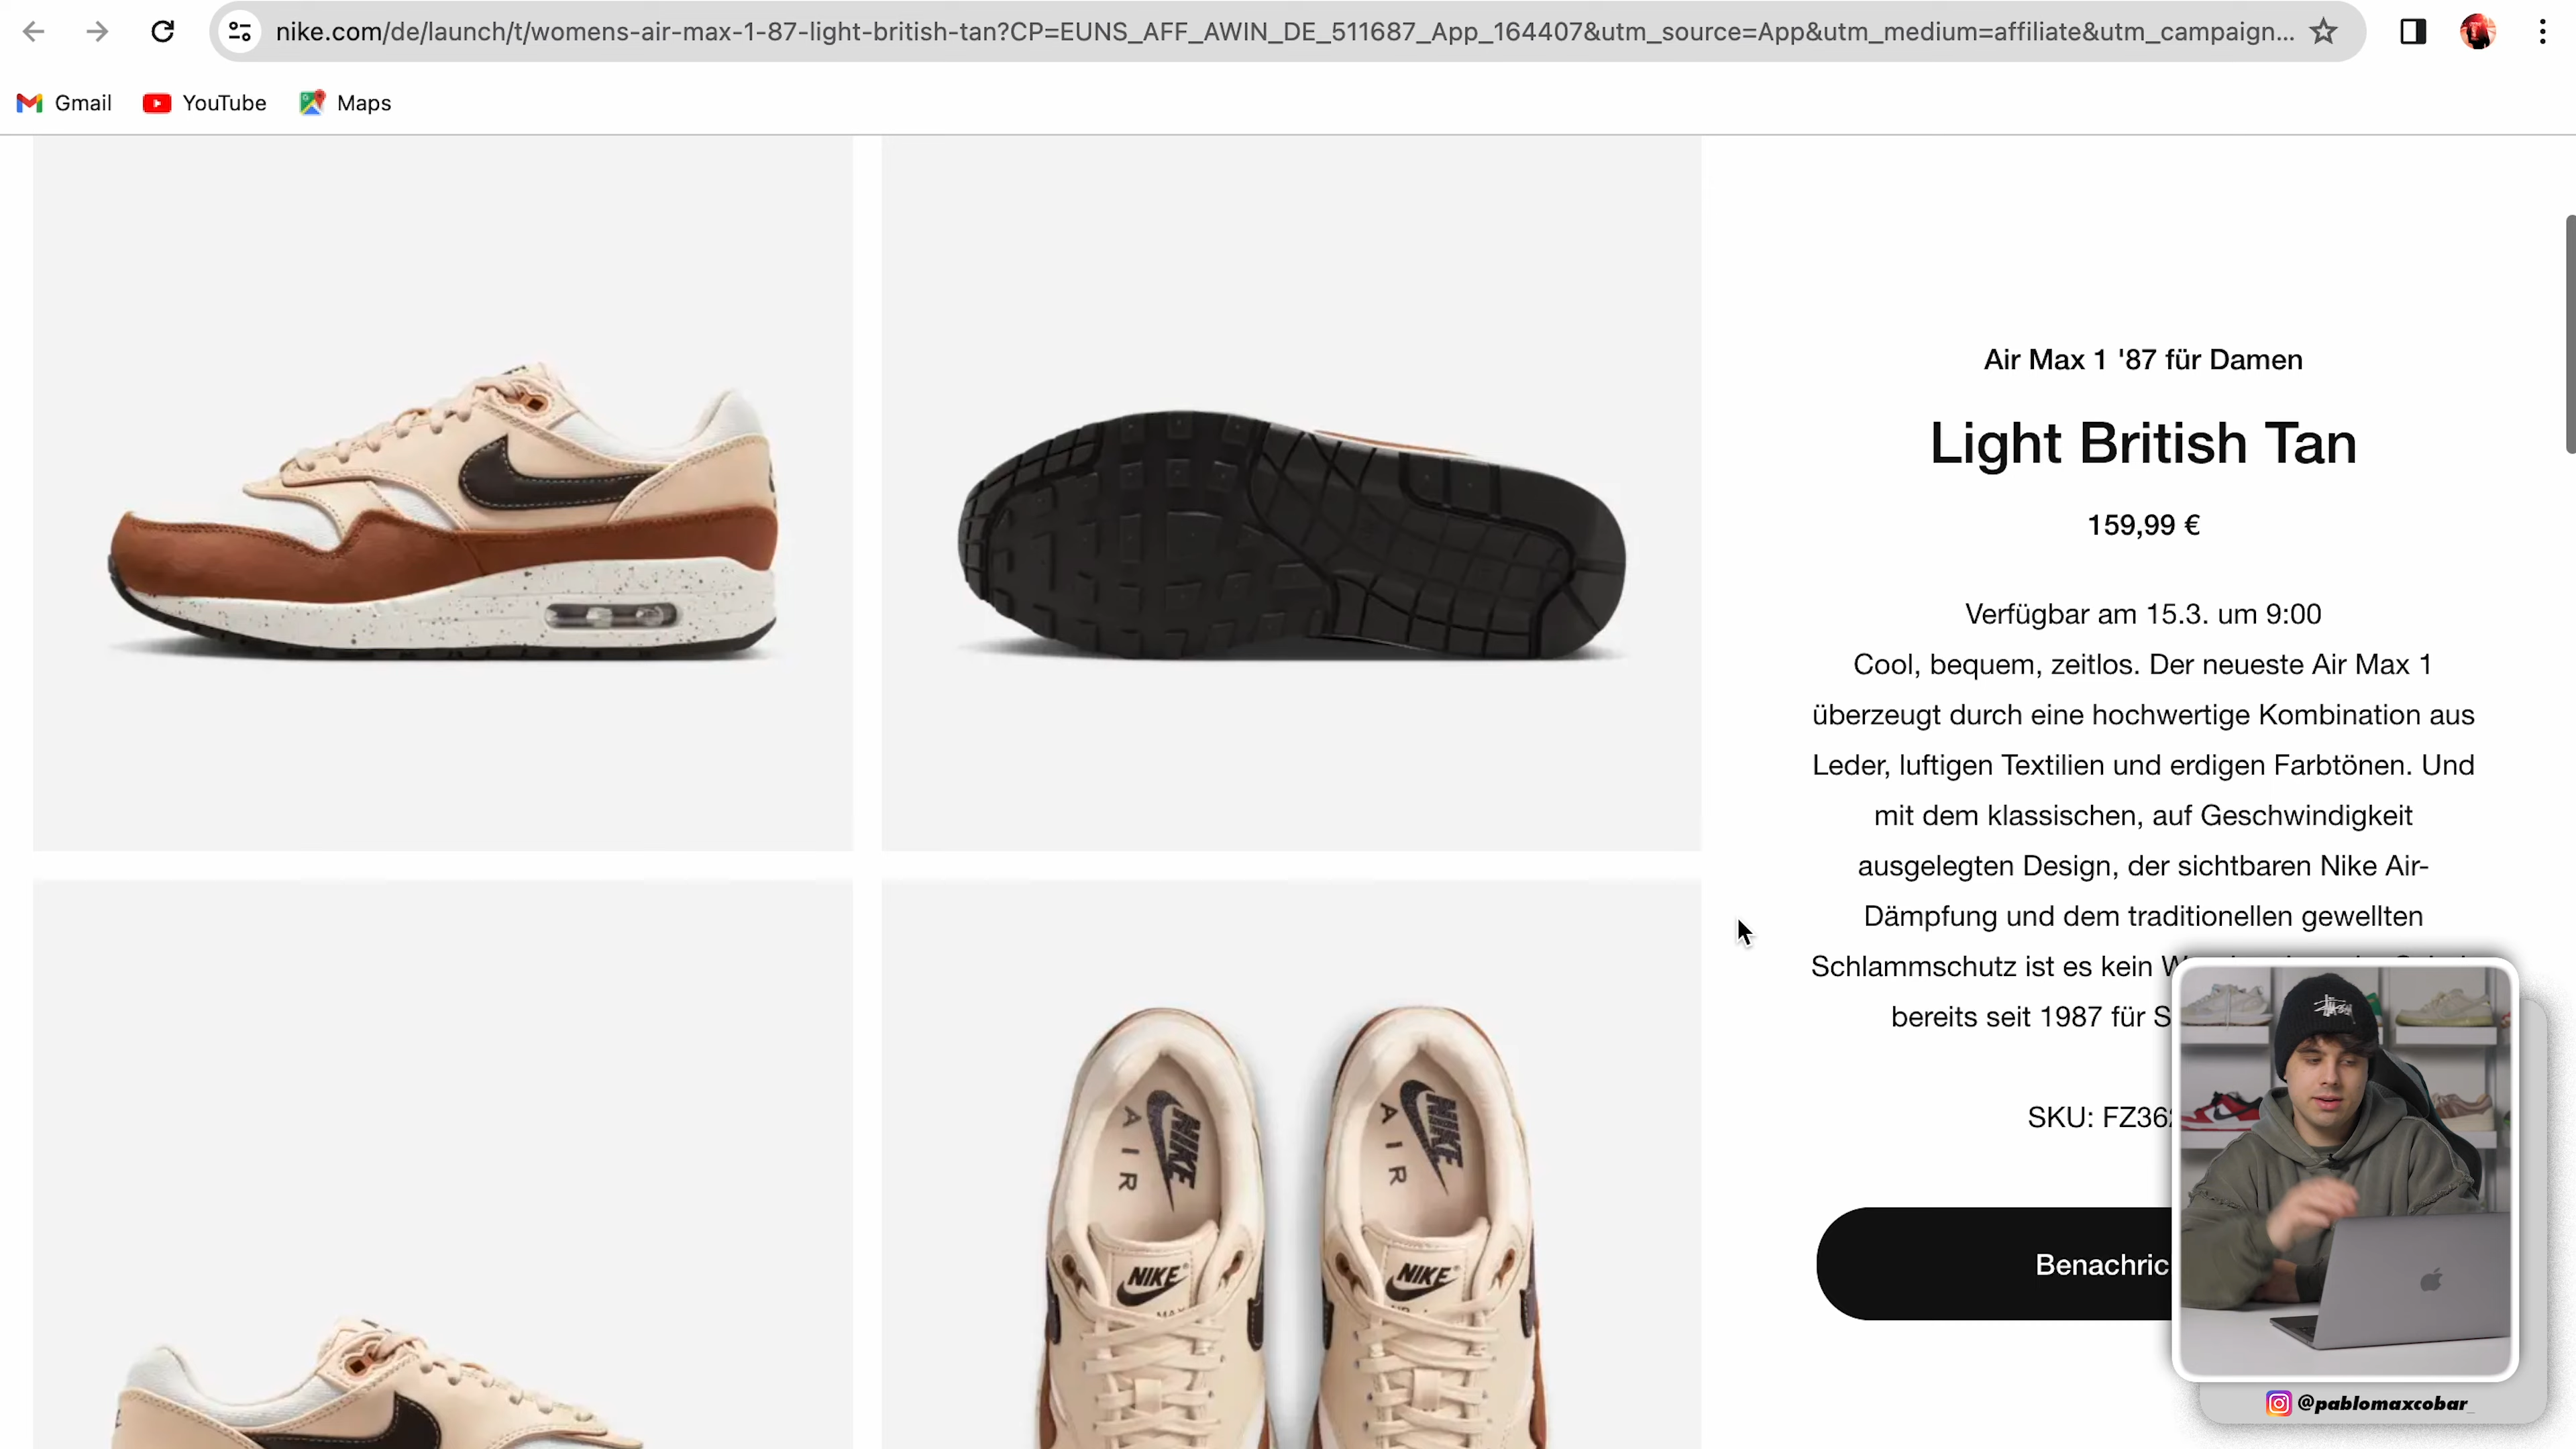 nike.com/de/launch/t/womens-air-max-1-87-light-british-tan?CP=EUNS_AFF_AWIN_DE_511687_App_164407&utm_source=App&utm_medium=affiliate&utm_campaign...
Gmail
YouTube
Maps
Air Max 1 '87 für Damen
Light British Tan
159,99 €
Verfügbar am 15.3. um 9:00
Cool, bequem, zeitlos. Der neueste Air Max 1
überzeugt durch eine hochwertige Kombination aus
Leder, luftigen Textilien und erdigen Farbtönen. Und
mit dem klassischen, auf Geschwindigkeit
ausgelegten Design, der sichtbaren Nike Air-
Dämpfung und dem traditionellen gewellten
Schlammschutz ist es kein
bereits seit 1987 für
SKU:
NIKE
AIR
NIKE
AIR
NIKE
NIKE
@pablomaxcobar_